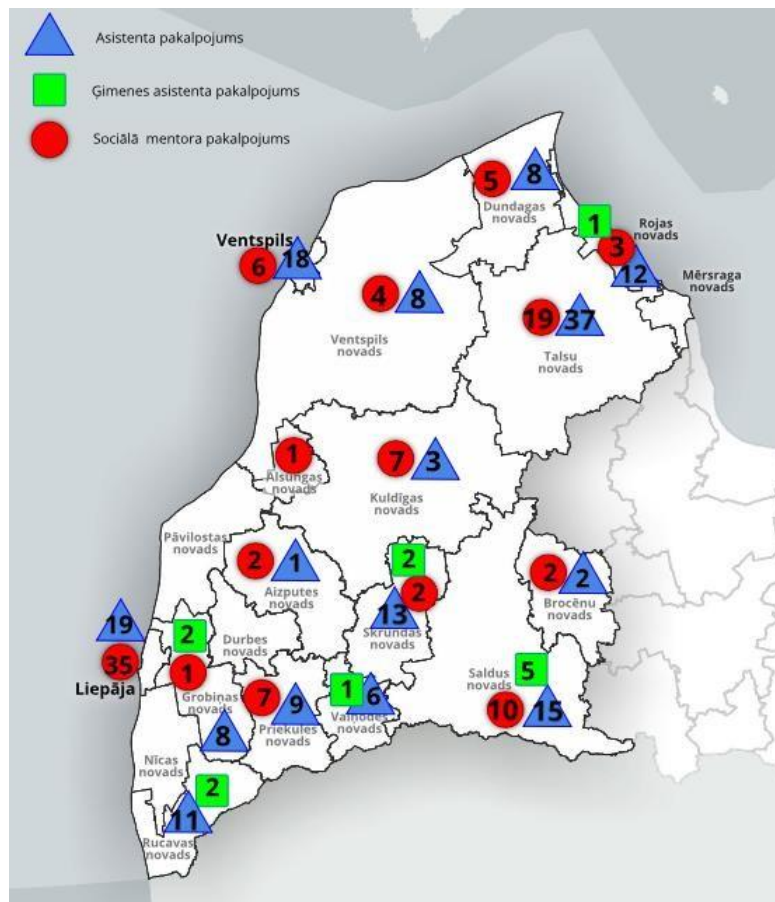 Asistenta pakalpojums
Ģimenes asistenta pakalpojums
Sociālā mentora pakalpojums
5
8
Dundagas
novads
1
Rojas
novads
3
12
Mērsraga
novads
Ventspils
6
18
4
8
Ventspils
novads
19
37
Talsu
novads
1
Alsungas
novads
7
3
Kuldīgas
novads
Pāvilostas
novads
2
1
Aizputes
novads
2
2
13
Skrundas
novads
2
2
Brocēnu
novads
19
35
Liepāja
2
1
Grobiņas
novads
8
Durbes
novads
7
9
Priekules
novads
1
6
Vaiņodes
novads
Saldus
novads
5
10
15
Nīcas
novads
2
11
Rucavas
novads